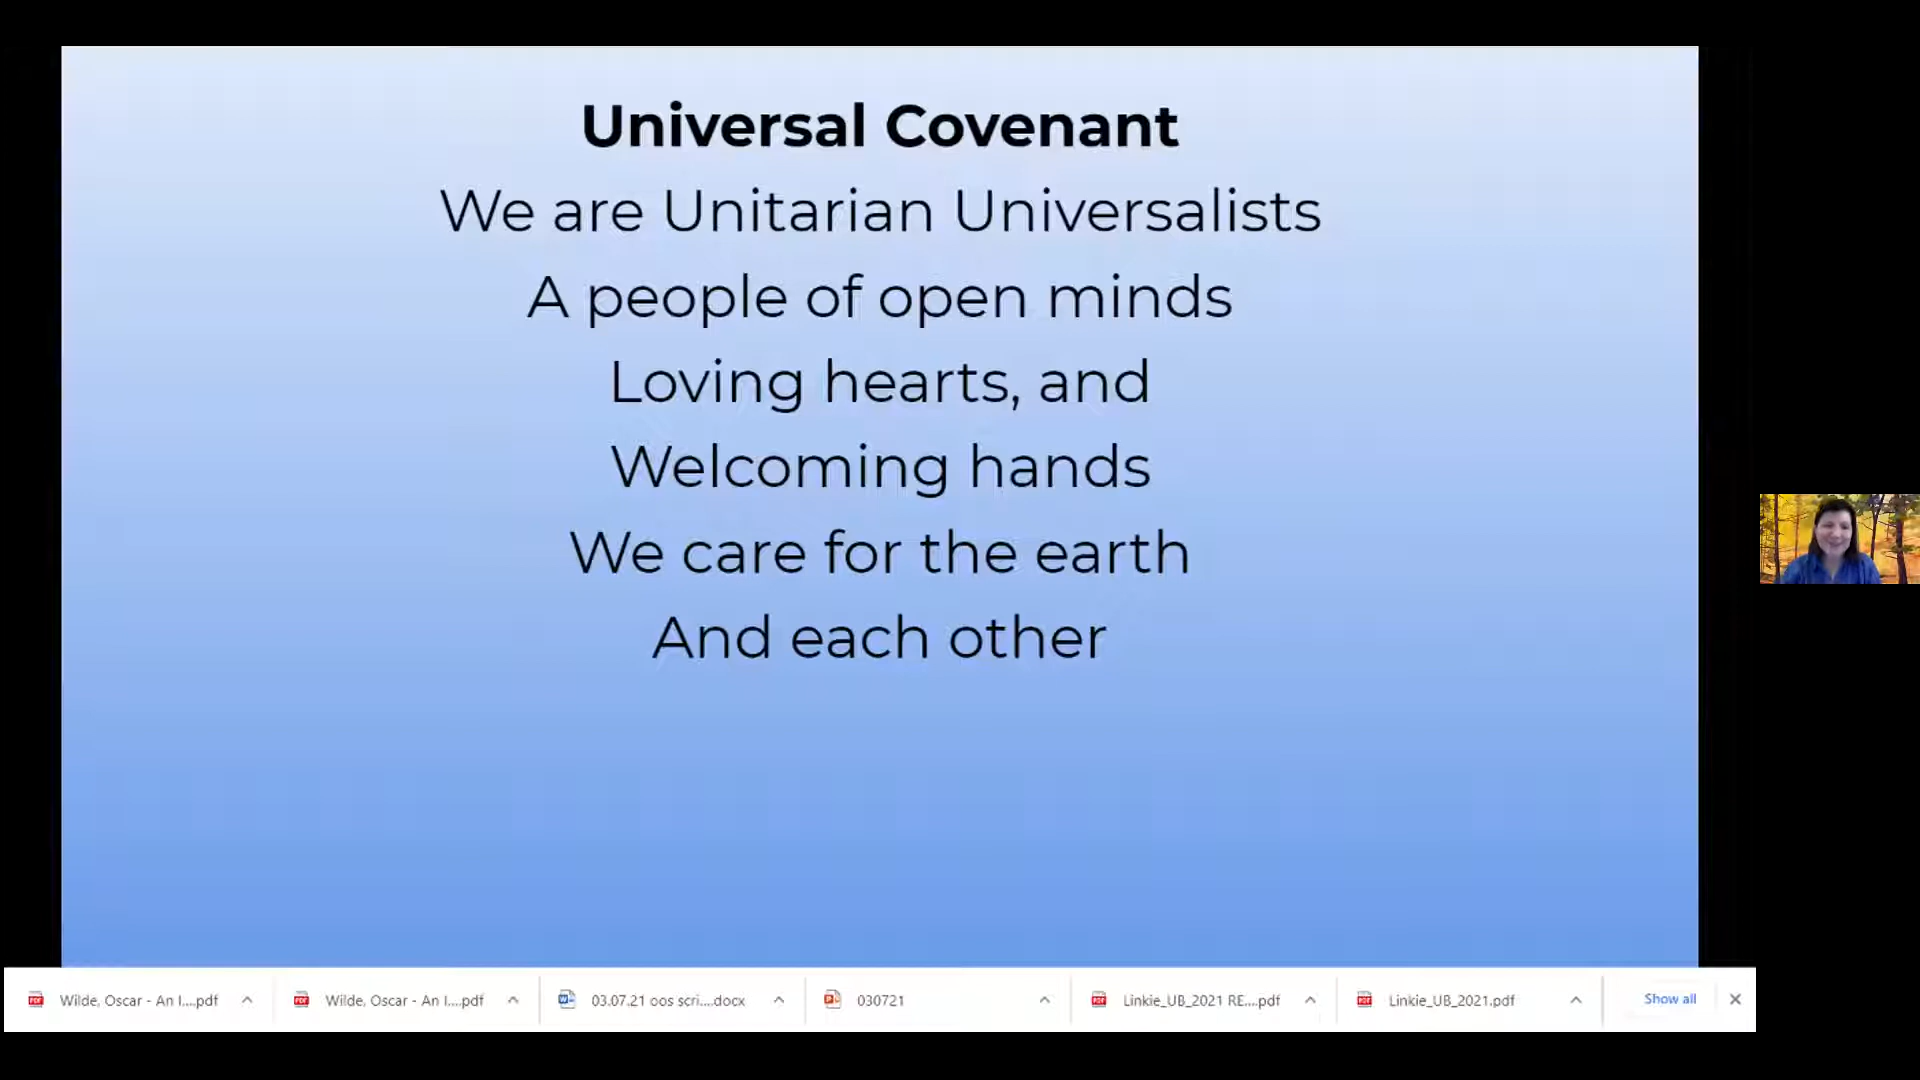 Universal Covenant
We are Unitarian Universalists
A people of open minds
Loving hearts, and
Welcoming hands
We care for the earth
And each other
Wilde, Oscar - An I....pdf
Wilde, Oscar - An I....pdf
03.07.21 oos scri....docx
030721
Linkie_UB_2021 RE....pdf
Linkie_UB_2021.pdf
Show all